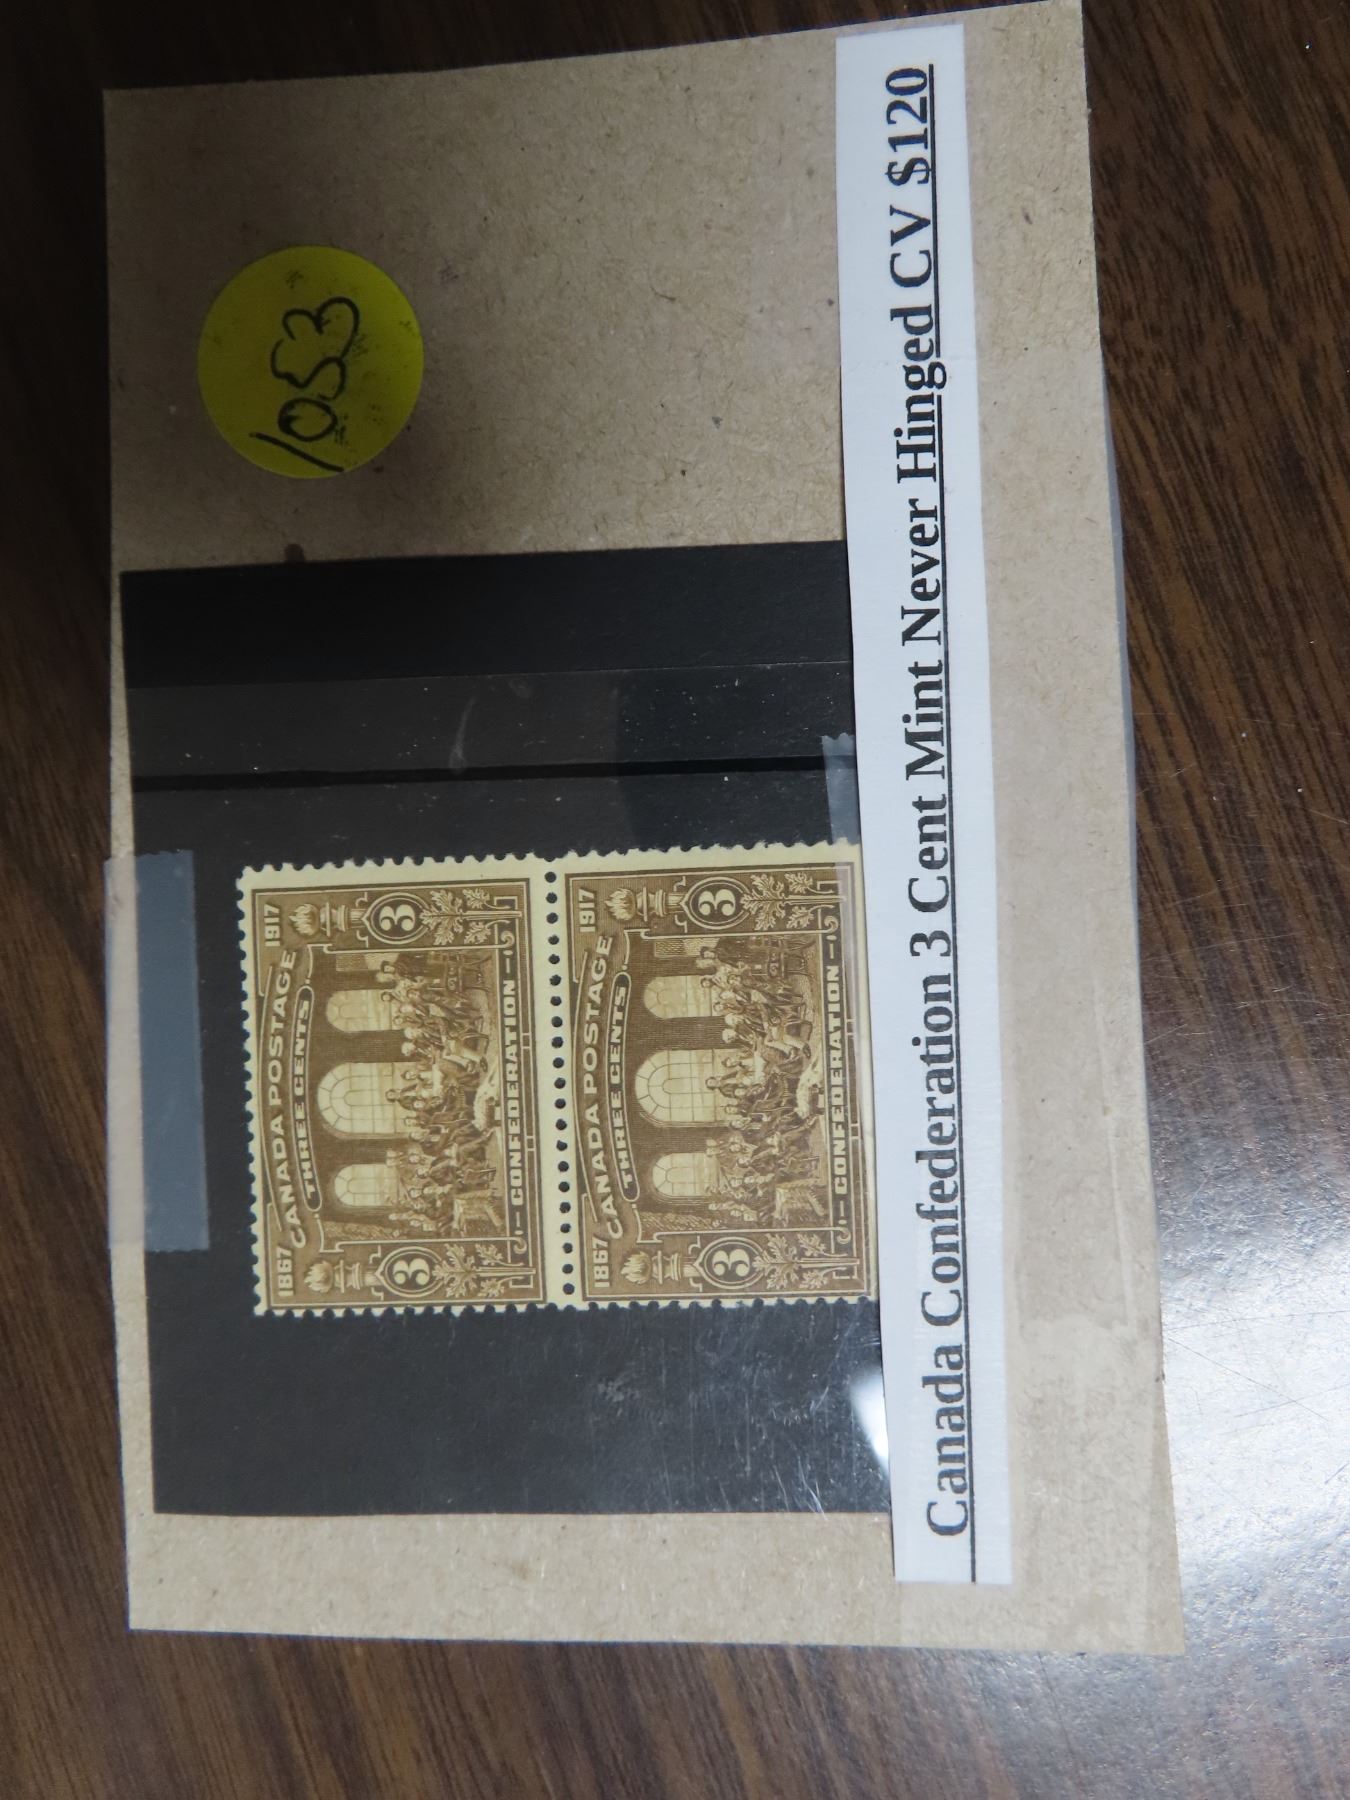 Canada Confederation 3 Cent Mint Never Hinged CV $120
1053
1867 CANADA POSTAGE 1917
THREE CENTS
3 3
CONFEDERATION
1867 CANADA POSTAGE 1917
THREE CENTS
3 3
CONFEDERATION